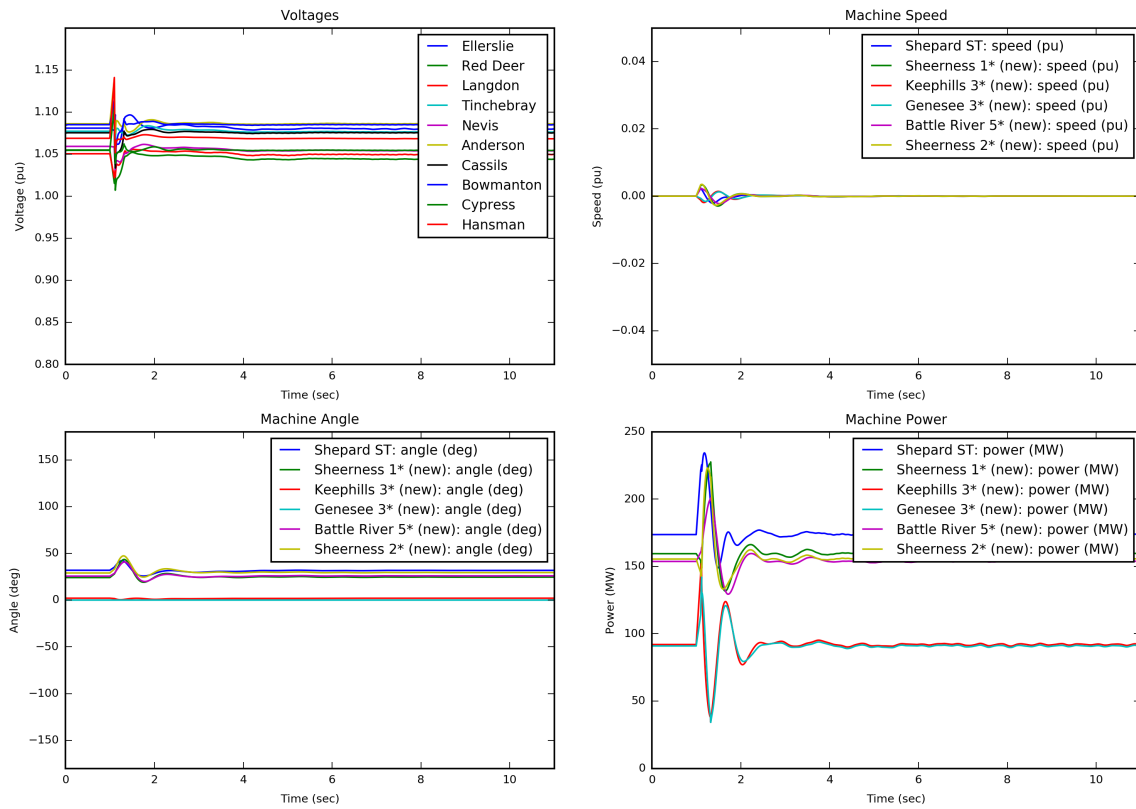 Voltages
1.15
1.10
1.05
1.00
0.95
0.90
0.85
0.80
Voltage (pu)
Ellerslie
Red Deer
Langdon
Tinchebray
Nevis
Anderson
Cassils
Bowmanton
Cypress
Hansman
0 2 4 6 8 10
Time (sec)
Machine Speed
0.04
0.02
0.00
−0.02
−0.04
Speed (pu)
Shepard ST: speed (pu)
Sheerness 1* (new): speed (pu)
Keephills 3* (new): speed (pu)
Genesee 3* (new): speed (pu)
Battle River 5* (new): speed (pu)
Sheerness 2* (new): speed (pu)
0 2 4 6 8 10
Time (sec)
Machine Angle
150
100
50
0
−50
−100
−150
Angle (deg)
Shepard ST: angle (deg)
Sheerness 1* (new): angle (deg)
Keephills 3* (new): angle (deg)
Genesee 3* (new): angle (deg)
Battle River 5* (new): angle (deg)
Sheerness 2* (new): angle (deg)
0 2 4 6 8 10
Time (sec)
Machine Power
250
200
150
100
50
0
Power (MW)
Shepard ST: power (MW)
Sheerness 1* (new): power (MW)
Keephills 3* (new): power (MW)
Genesee 3* (new): power (MW)
Battle River 5* (new): power (MW)
Sheerness 2* (new): power (MW)
0 2 4 6 8 10
Time (sec)